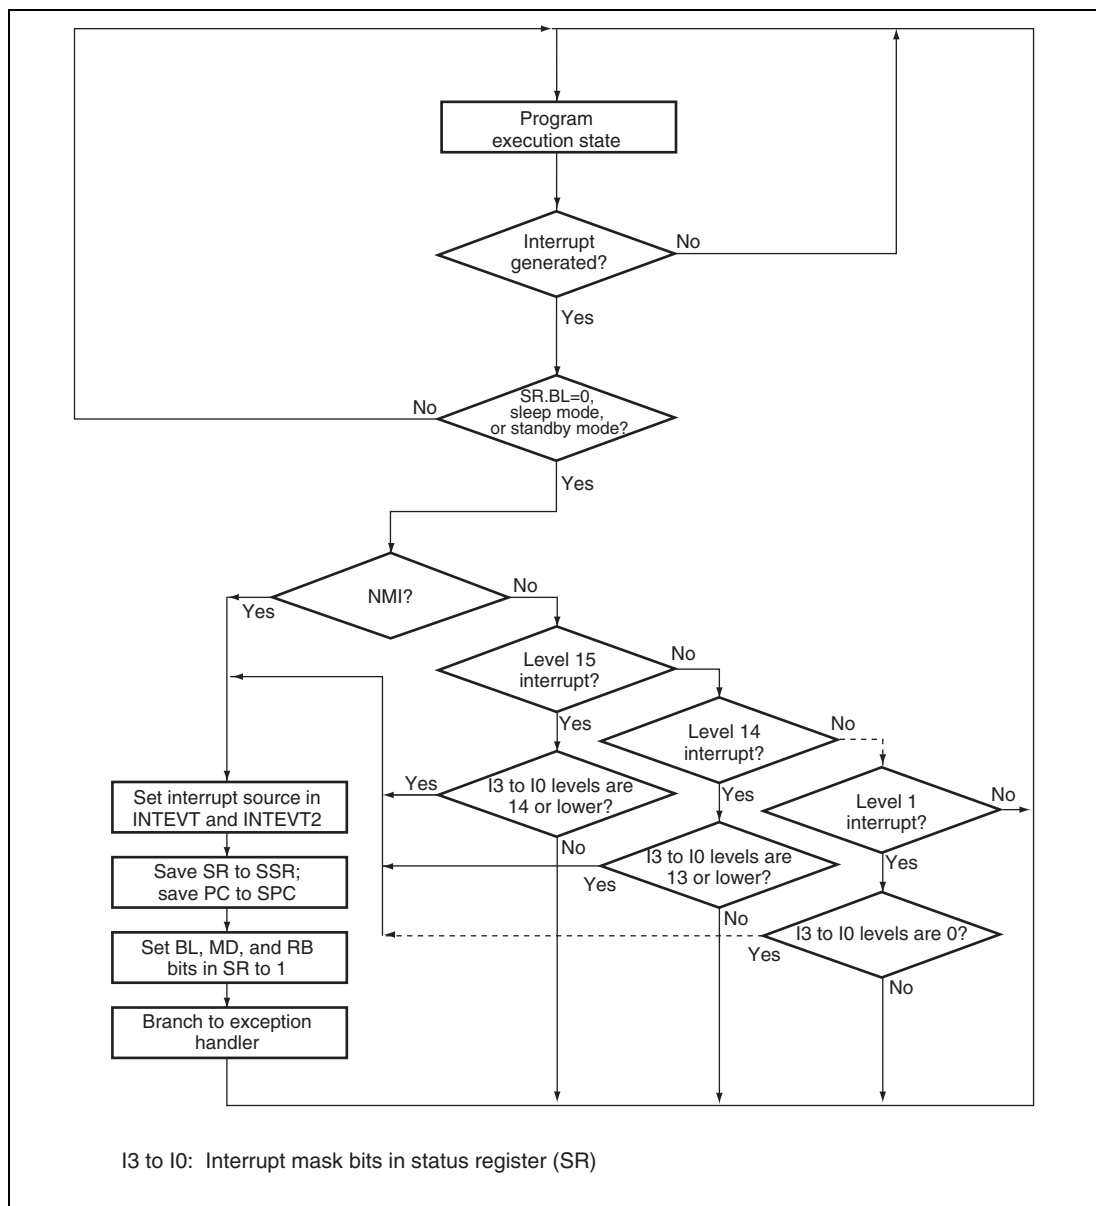 Program
execution state
Interrupt
generated?
No
Yes
SR.BL=0,
sleep mode,
or standby mode?
No
Yes
NMI?
Yes
No
Level 15
interrupt?
No
Yes
Level 14
interrupt?
No
Yes
I3 to I0 levels are
14 or lower?
Yes
No
Level 1
interrupt?
No
Yes
I3 to I0 levels are
13 or lower?
Yes
No
I3 to I0 levels are 0?
Yes
No
Set interrupt source in
INTEVT and INTEVT2
Save SR to SSR;
save PC to SPC
Set BL, MD, and RB
bits in SR to 1
Branch to exception
handler
I3 to I0: Interrupt mask bits in status register (SR)